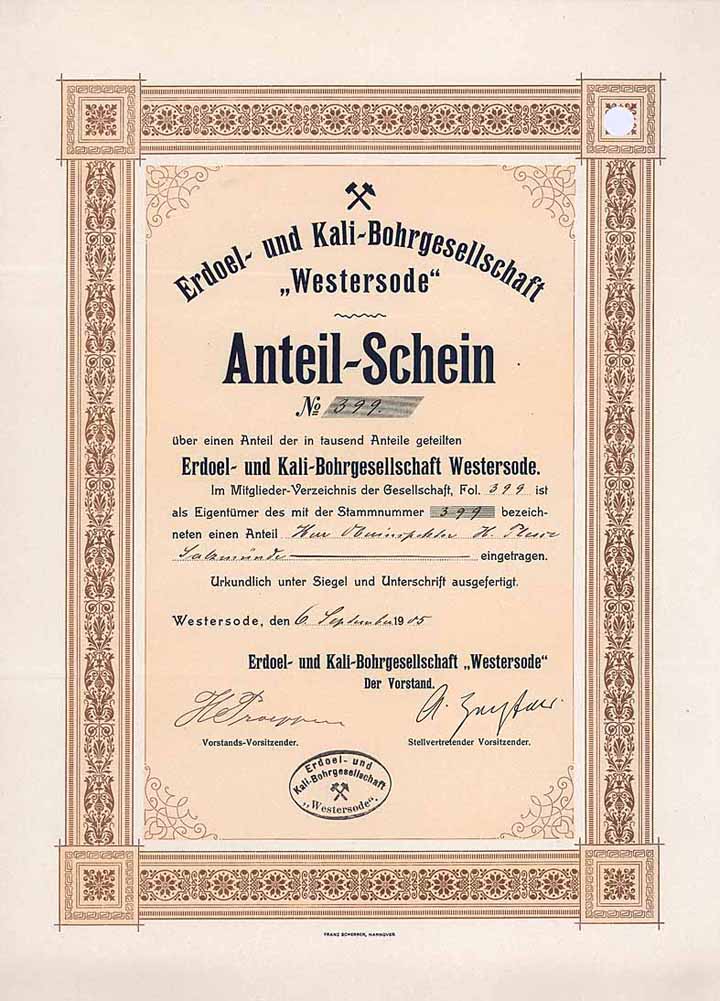 Erdoel- und Kali-Bohrgesellschaft
„Westersode“
Anteil-Schein
No 399.
über einen Anteil der in tausend Anteile geteilten
Erdoel- und Kali-Bohrgesellschaft Westersode.
Im Mitglieder-Verzeichnis der Gesellschaft, Fol. 399 ist
als Eigentümer des mit der Stammnummer 399 bezeich-
neten einen Anteil Herr Oberinspektor H.
Salzmünde eingetragen.
Urkundlich unter Siegel und Unterschrift ausgefertigt.
Westersode, den 6. September 1905
Erdoel- und Kali-Bohrgesellschaft „Westersode“
Der Vorstand.
Vorstands-Vorsitzender.
Stellvertretender Vorsitzender.
Erdoel- und
Kali-Bohrgesellschaft
„Westersode“.
FRANZ SCHERRER, HANNOVER